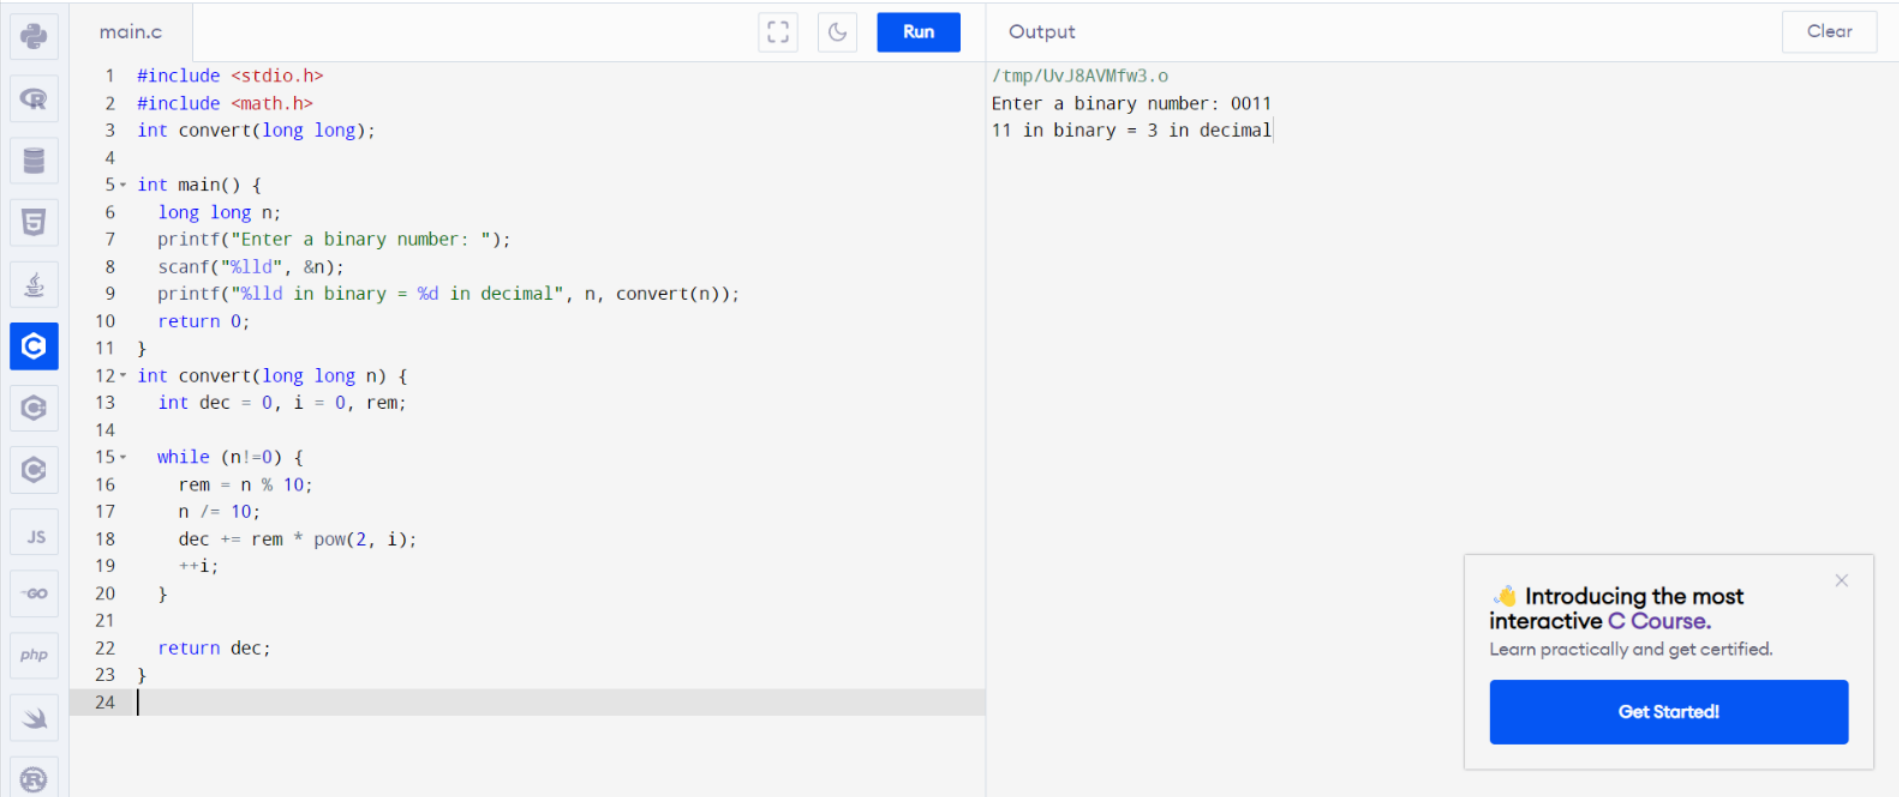 main.c
Run
Output
Clear
1 #include <stdio.h>
2 #include <math.h>
3 int convert(long long);
4
5 int main() {
6   long long n;
7   printf("Enter a binary number: ");
8   scanf("%lld", &n);
9   printf("%lld in binary = %d in decimal", n, convert(n));
10   return 0;
11 }
12 int convert(long long n) {
13   int dec = 0, i = 0, rem;
14
15   while (n!=0) {
16     rem = n % 10;
17     n /= 10;
18     dec += rem * pow(2, i);
19     ++i;
20   }
21
22   return dec;
23 }
24
/tmp/UvJ8AVMfw3.o
Enter a binary number: 0011
11 in binary = 3 in decimal
R
5
C
C
C
JS
GO
php
R
👋 Introducing the most
interactive C Course.
Learn practically and get certified.
Get Started!